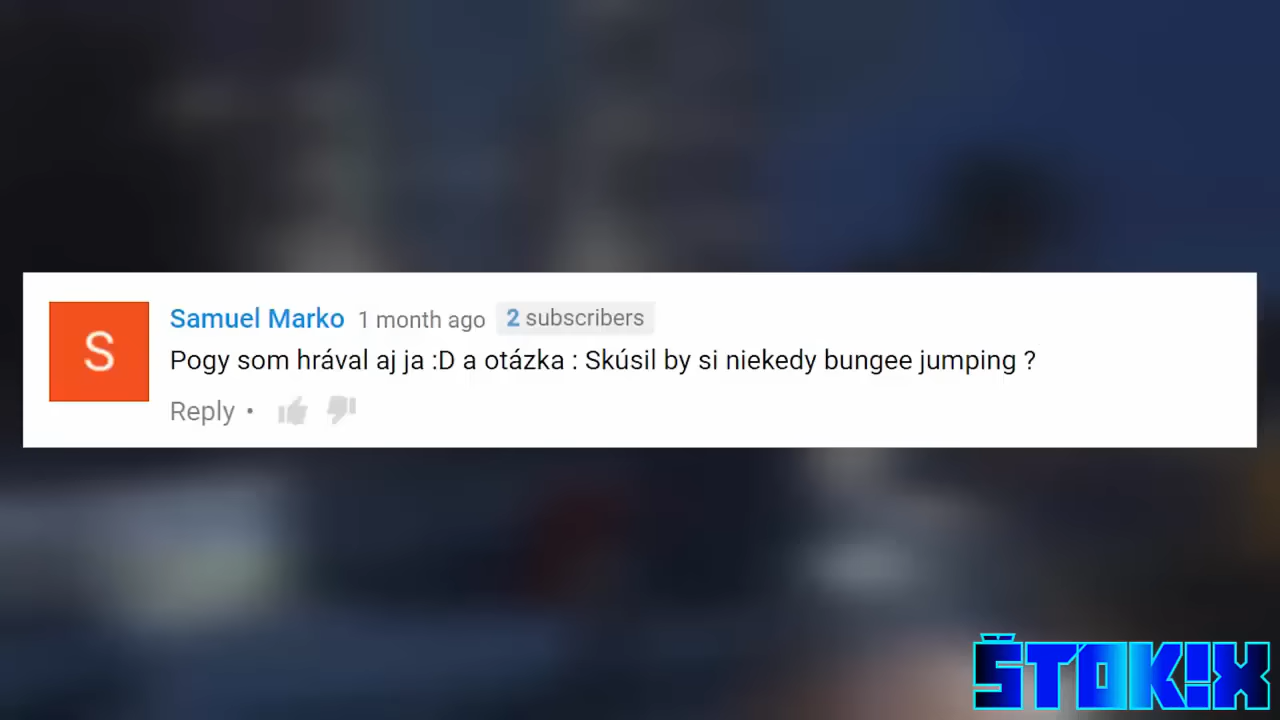 S
Samuel Marko 1 month ago 2 subscribers
Pogy som hrával aj ja :D a otázka : Skúsil by si niekedy bungee jumping ?
Reply •
ŠTOK!X